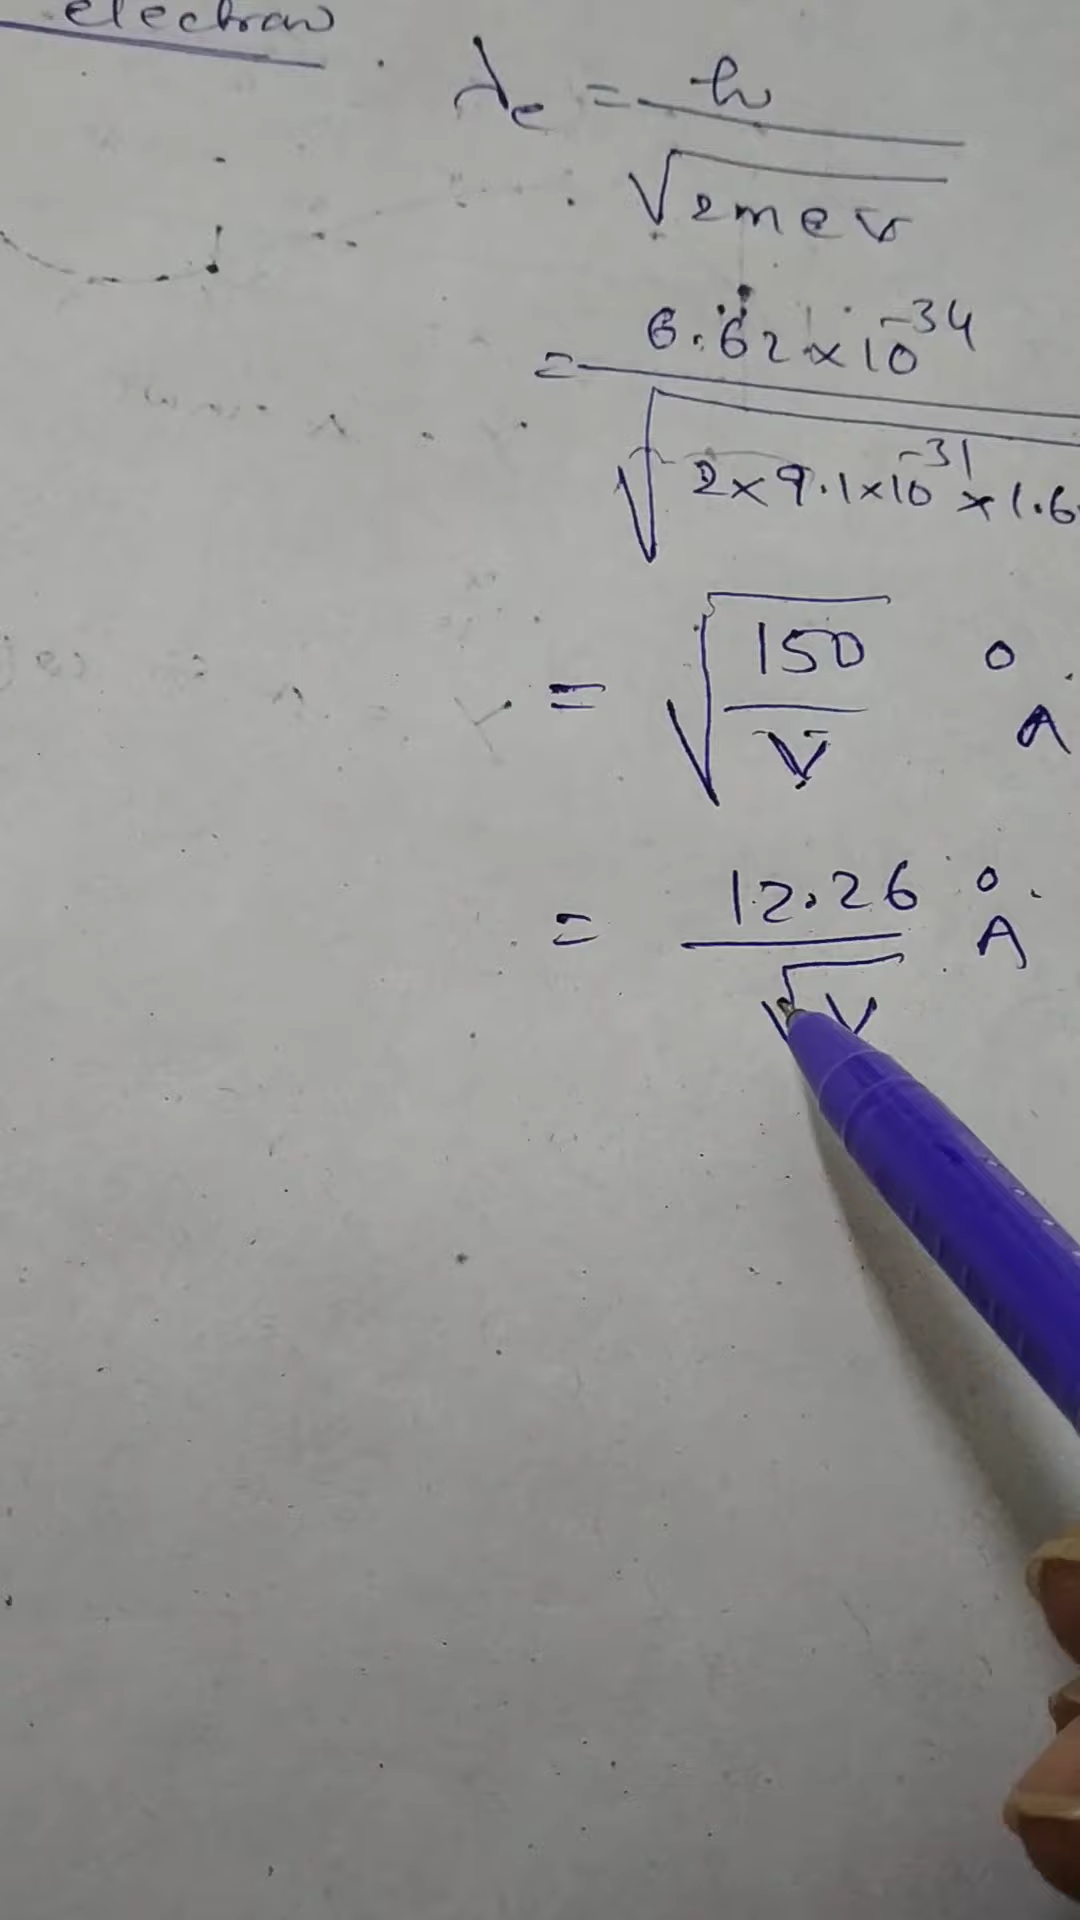 electron
λe = h
√2meV
= 6.62 × 10^-34
√2 × 9.1 × 10^-31 × 1.6
= √150/V Å
= 12.26 Å
√V